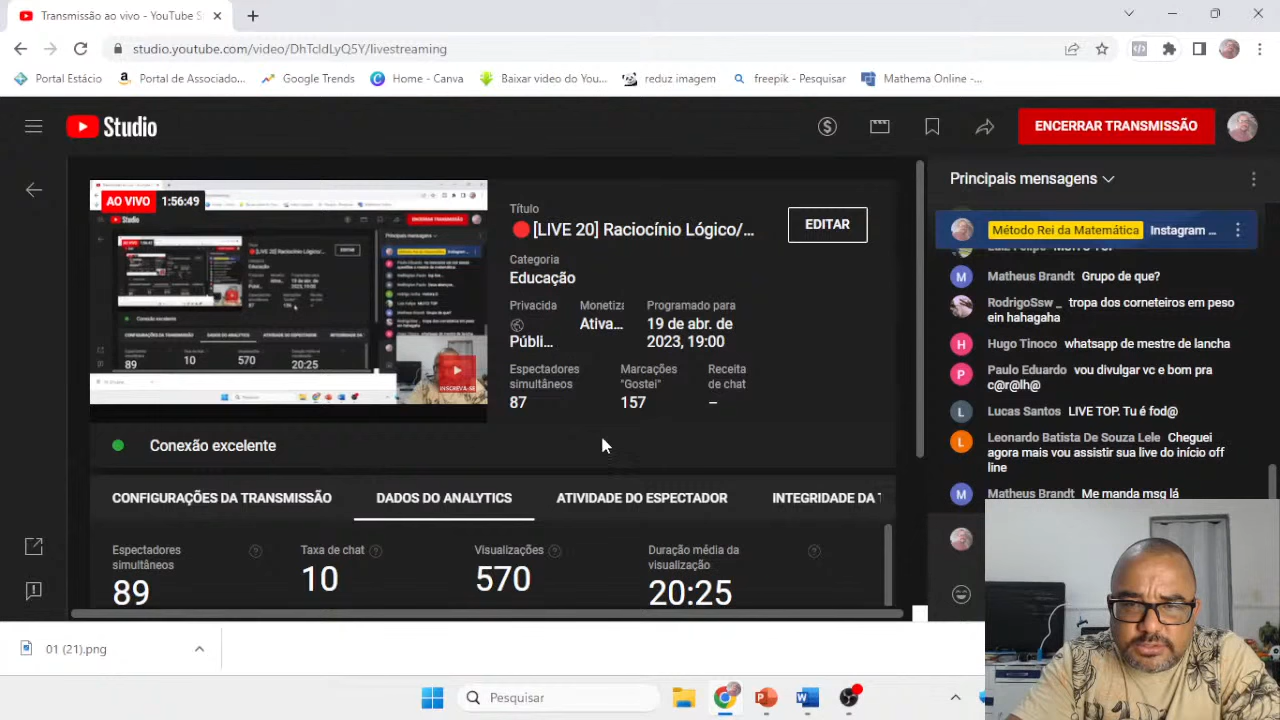 Transmissão ao vivo - YouTube S
studio.youtube.com/video/DhTcIdLyQ5Y/livestreaming
Portal Estácio
Portal de Associado...
Google Trends
Home - Canva
Baixar video do You...
reduz imagem
freepik - Pesquisar
Mathema Online -...
Studio
ENCERRAR TRANSMISSÃO
AO VIVO 1:56:49
Título
[LIVE 20] Raciocínio Lógico/...
EDITAR
Categoria
Educação
Privacida
Públi...
Monetiz
Ativa...
Programado para
19 de abr. de
2023, 19:00
Espectadores
simultâneos
87
Marcações
"Gostei"
157
Receita
de chat
–
Conexão excelente
CONFIGURAÇÕES DA TRANSMISSÃO
DADOS DO ANALYTICS
ATIVIDADE DO ESPECTADOR
INTEGRIDADE DA
Espectadores
simultâneos
89
Taxa de chat
10
Visualizações
570
Duração média da
visualização
20:25
Principais mensagens
Método Rei da Matemática Instagram ...
Matheus Brandt Grupo de que?
RodrigoSsw _ tropa dos corneteiros em peso
ein hahagaha
Hugo Tinoco whatsapp de mestre de lancha
Paulo Eduardo vou divulgar vc e bom pra
c@r@lh@
Lucas Santos LIVE TOP. Tu é fod@
Leonardo Batista De Souza Lele Cheguei
agora mais vou assistir sua live do início off
line
Matheus Brandt Me manda msg lá
INSCREVA-SE
01 (21).png
Pesquisar